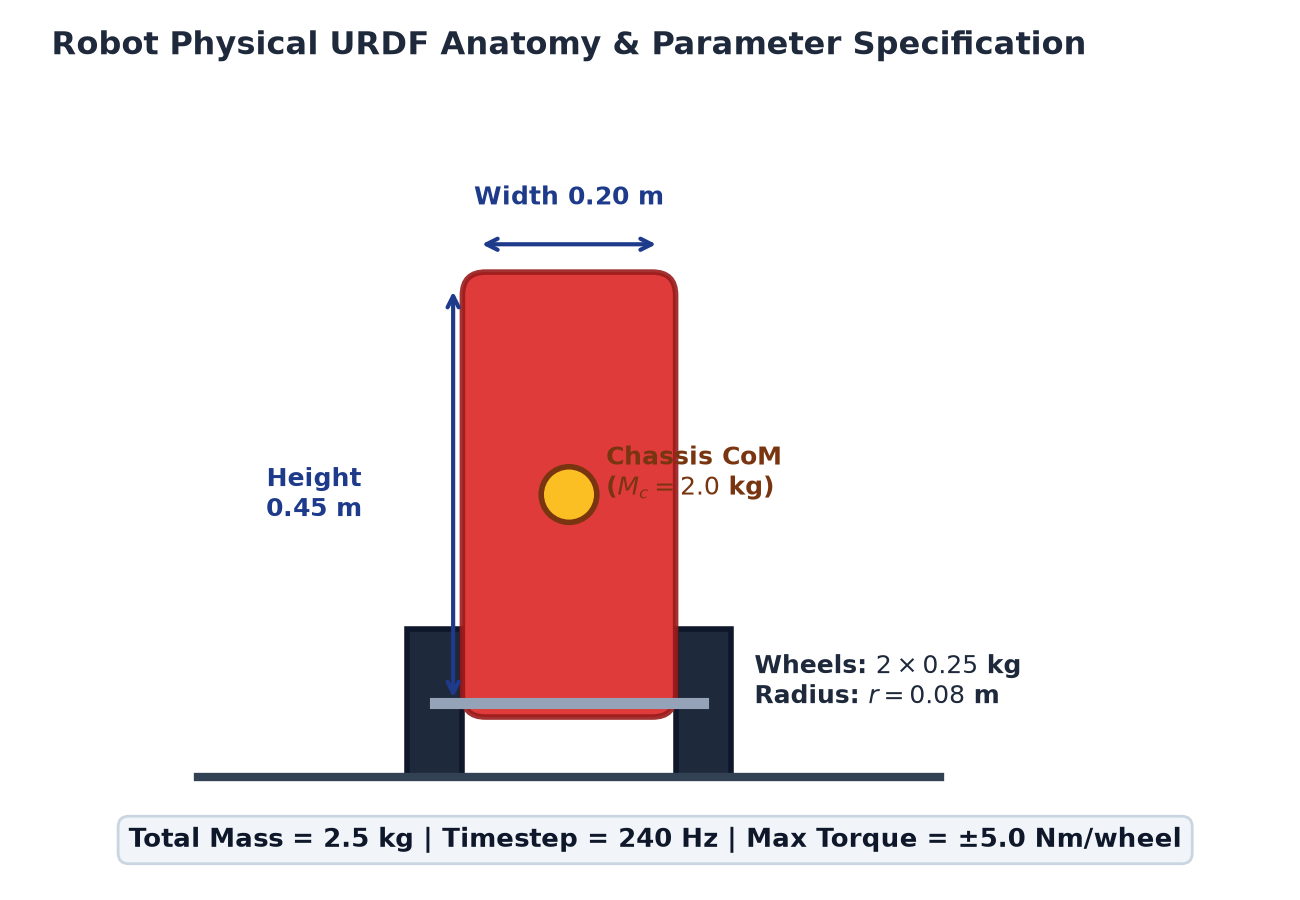 Robot Physical URDF Anatomy & Parameter Specification
Width 0.20 m
Chassis CoM
(M_c = 2.0 kg)
Height
0.45 m
Wheels: 2 × 0.25 kg
Radius: r = 0.08 m
Total Mass = 2.5 kg | Timestep = 240 Hz | Max Torque = ±5.0 Nm/wheel